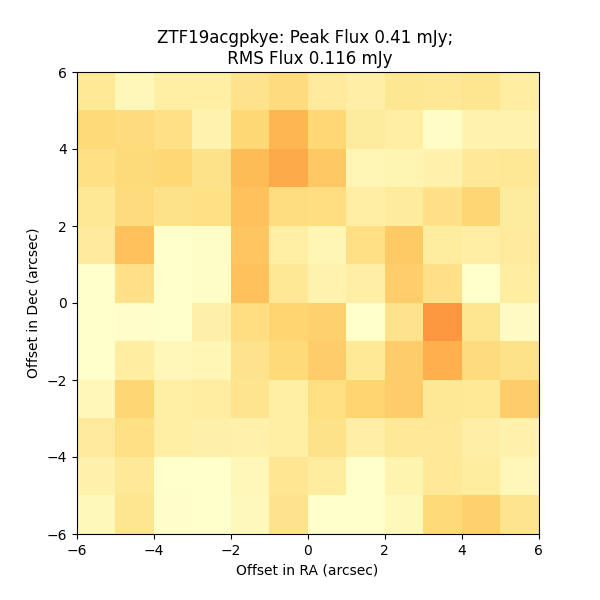 ZTF19acgpkye: Peak Flux 0.41 mJy;
RMS Flux 0.116 mJy
6
4
2
0
−2
−4
−6
Offset in Dec (arcsec)
−6 −4 −2 0 2 4 6
Offset in RA (arcsec)